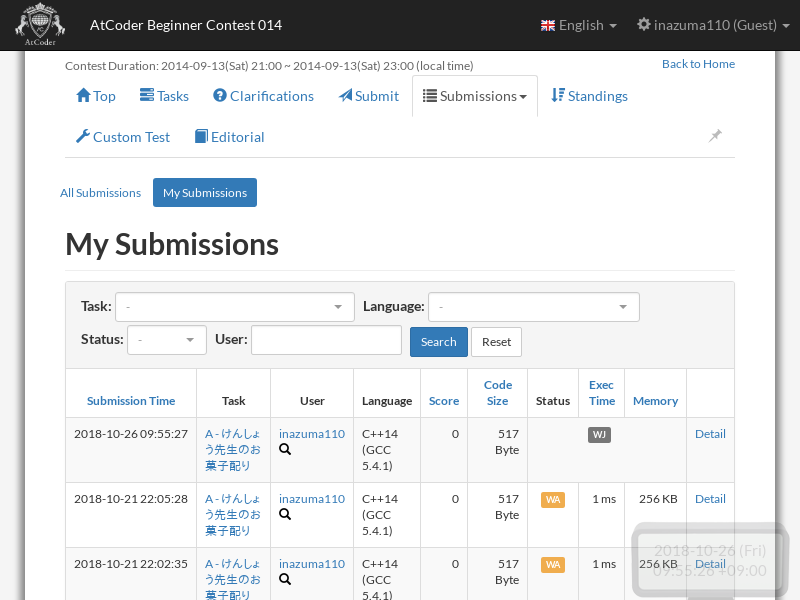 AtCoder
AtCoder Beginner Contest 014
English
inazuma110 (Guest)
Contest Duration: 2014-09-13(Sat) 21:00 ~ 2014-09-13(Sat) 23:00 (local time)
Back to Home
Top Tasks Clarifications Submit Submissions Standings
Custom Test Editorial
All Submissions My Submissions
My Submissions
Task: - Language: -
Status: - User: Search Reset
Submission Time Task User Language Score Code Size Status Exec Time Memory
2018-10-26 09:55:27 A - けんしょう先生のお菓子配り inazuma110 C++14 (GCC 5.4.1) 0 517 Byte WJ Detail
2018-10-21 22:05:28 A - けんしょう先生のお菓子配り inazuma110 C++14 (GCC 5.4.1) 0 517 Byte WA 1 ms 256 KB Detail
2018-10-21 22:02:35 A - けんしょう先生のお菓子配り inazuma110 C++14 (GCC 5.4.1) 0 517 Byte WA 1 ms 256 KB Detail
2018-10-26 (Fri)
09:55:26 +09:00